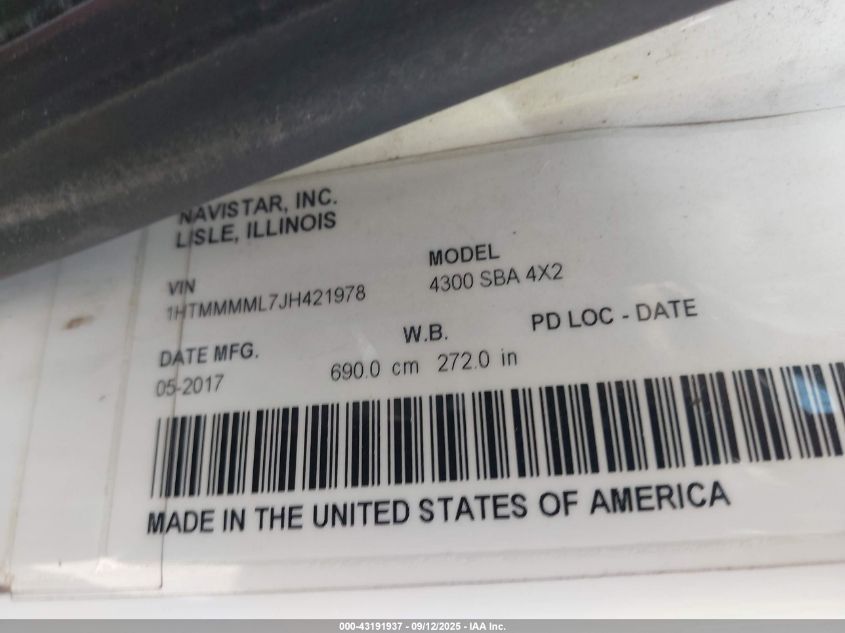 NAVISTAR, INC.
LISLE, ILLINOIS
VIN
1HTMMMML7JH421978
MODEL
4300 SBA 4X2
DATE MFG.
05-2017
W.B.
690.0 cm 272.0 in
PD LOC - DATE
MADE IN THE UNITED STATES OF AMERICA
000-43191937 - 09/12/2025 - IAA Inc.